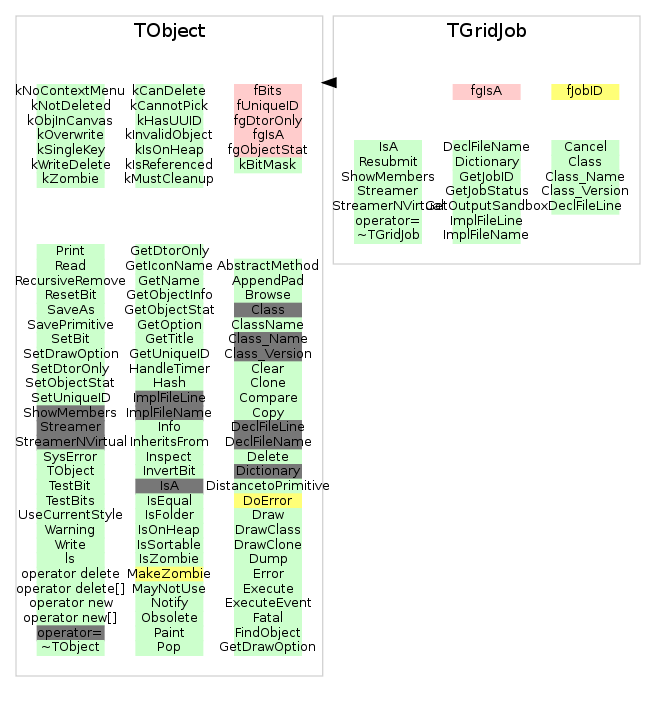 TObject
kNoContextMenu kCanDelete fBits
kNotDeleted kCannotPick fUniqueID
kObjInCanvas kHasUUID fgDtorOnly
kOverwrite kInvalidObject fgIsA
kSingleKey kIsOnHeap fgObjectStat
kWriteDelete kIsReferenced kBitMask
kZombie kMustCleanup
Print GetDtorOnly
Read GetIconName AbstractMethod
RecursiveRemove GetName AppendPad
ResetBit GetObjectInfo Browse
SaveAs GetObjectStat Class
SavePrimitive GetOption ClassName
SetBit GetTitle Class_Name
SetDrawOption GetUniqueID Class_Version
SetDtorOnly HandleTimer Clear
SetObjectStat Hash Clone
SetUniqueID ImplFileLine Compare
ShowMembers ImplFileName Copy
Streamer Info DeclFileLine
StreamerNVirtual InheritsFrom DeclFileName
SysError Inspect Delete
TObject InvertBit Dictionary
TestBit IsA DistancetoPrimitive
TestBits IsEqual DoError
UseCurrentStyle IsFolder Draw
Warning IsOnHeap DrawClass
Write IsSortable DrawClone
ls IsZombie Dump
operator delete MakeZombie Error
operator delete[] MayNotUse Execute
operator new Notify ExecuteEvent
operator new[] Obsolete Fatal
operator= Paint FindObject
~TObject Pop GetDrawOption
TGridJob
fgIsA fJobID
IsA DeclFileName Cancel
Resubmit Dictionary Class
ShowMembers GetJobID Class_Name
Streamer GetJobStatus Class_Version
StreamerNVirtual GetOutputSandbox DeclFileLine
operator= ImplFileLine
~TGridJob ImplFileName